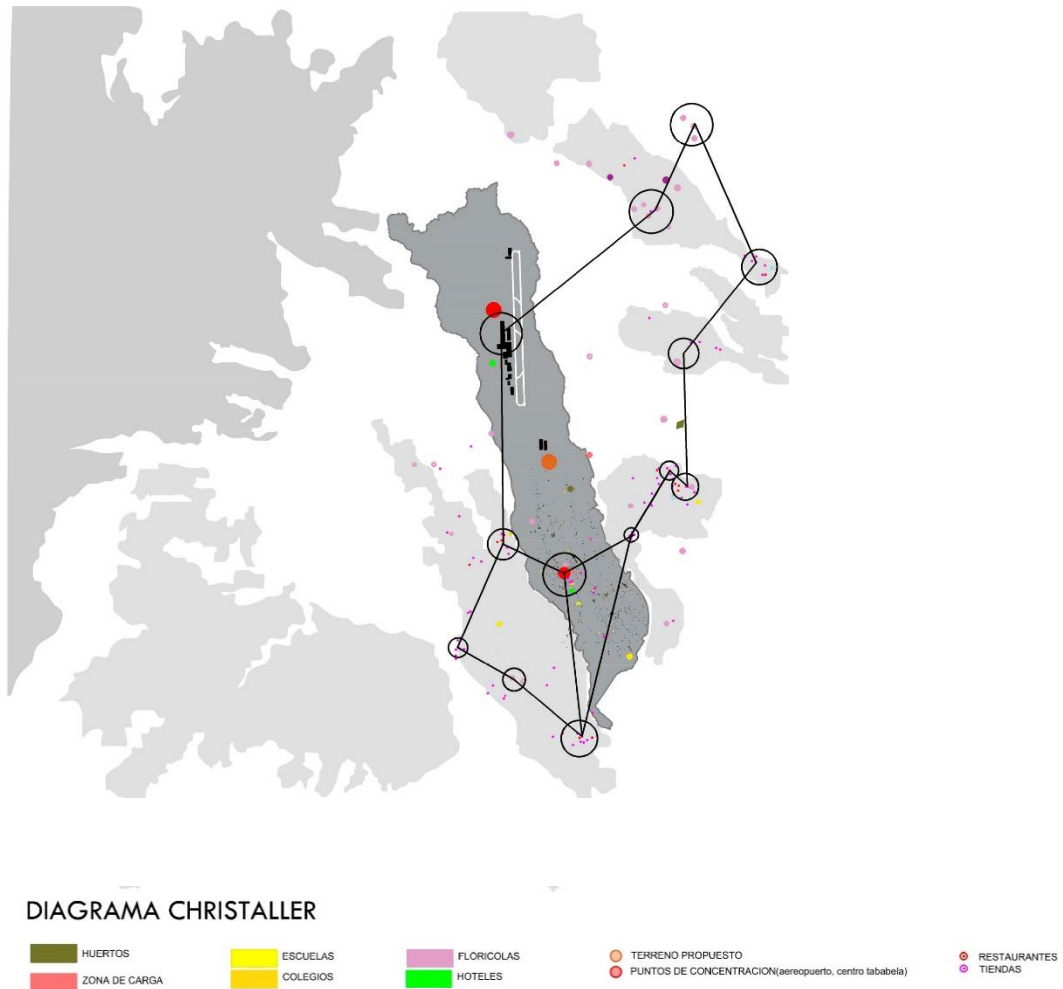 DIAGRAMA CHRISTALLER
HUERTOS
ZONA DE CARGA
ESCUELAS
COLEGIOS
FLORICOLAS
HOTELES
TERRENO PROPUESTO
PUNTOS DE CONCENTRACION(aereopuerto, centro tababela)
RESTAURANTES
TIENDAS